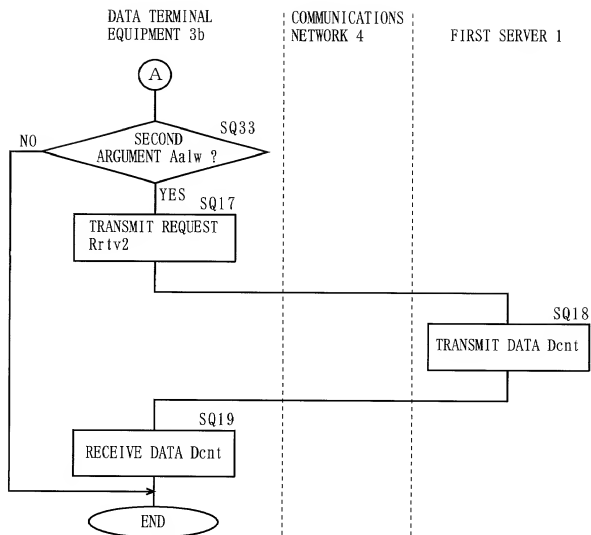 DATA TERMINAL
EQUIPMENT 3b
COMMUNICATIONS
NETWORK 4
FIRST SERVER 1
A
NO
SQ33
SECOND
ARGUMENT Aalw ?
YES
SQ17
TRANSMIT REQUEST
Rrtv2
SQ18
TRANSMIT DATA Dcnt
SQ19
RECEIVE DATA Dcnt
END